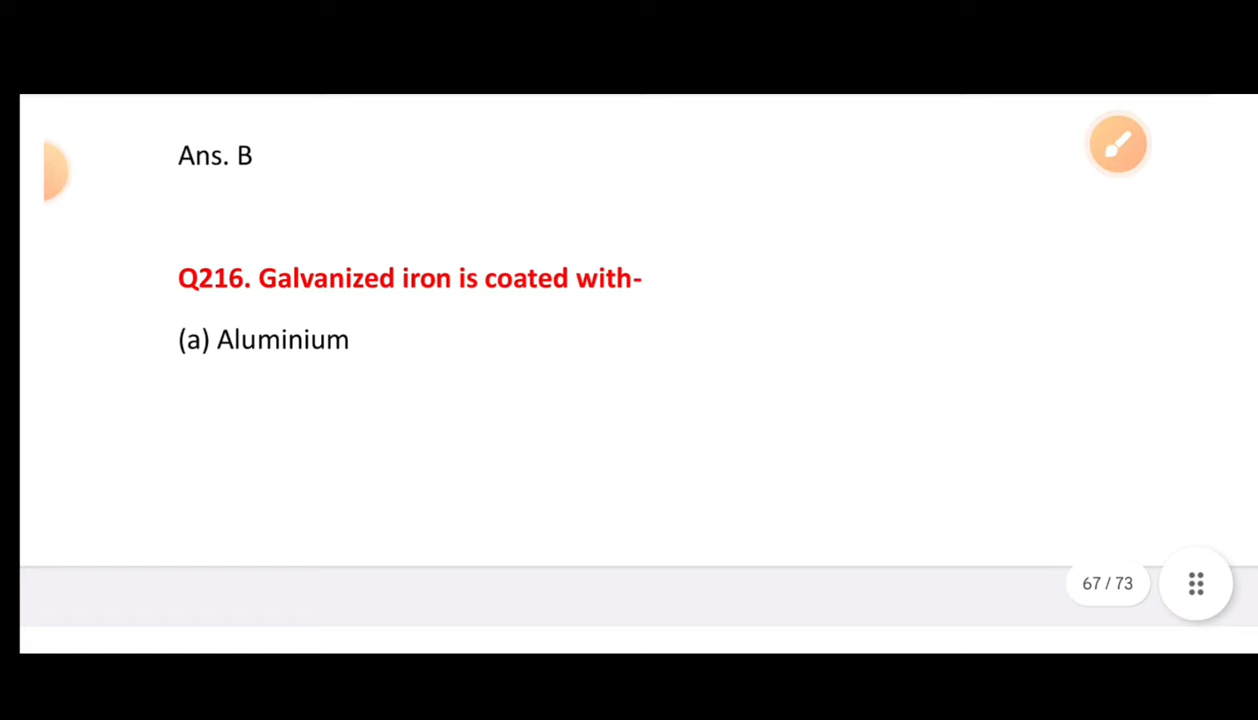 Ans. B
Q216. Galvanized iron is coated with-
(a) Aluminium
67 / 73